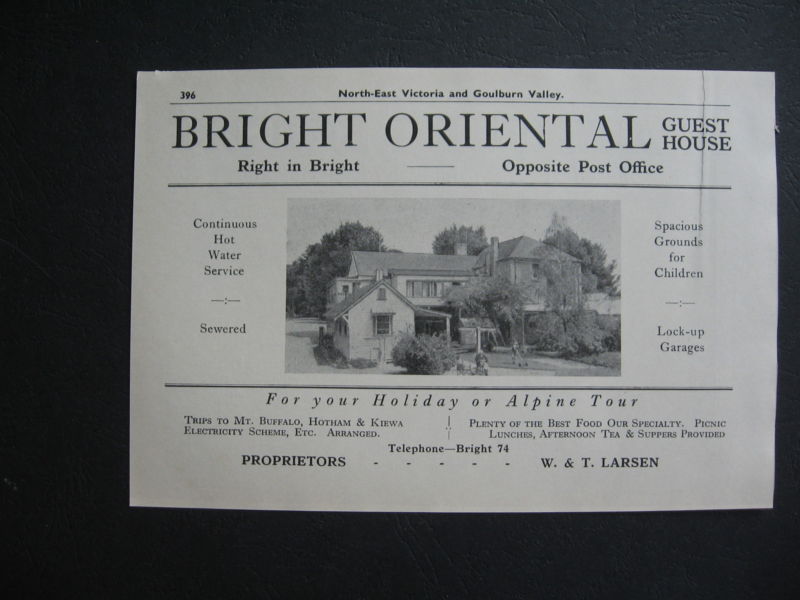 396
North-East Victoria and Goulburn Valley.
BRIGHT ORIENTAL GUEST HOUSE
Right in Bright —— Opposite Post Office
Continuous
Hot
Water
Service
—:—
Sewered
Spacious
Grounds
for
Children
—:—
Lock-up
Garages
For your Holiday or Alpine Tour
Trips to Mt. Buffalo, Hotham & Kiewa
Electricity Scheme, Etc. Arranged.
Plenty of the Best Food Our Specialty. Picnic
Lunches, Afternoon Tea & Suppers Provided
Telephone—Bright 74
PROPRIETORS - - - - - W. & T. LARSEN